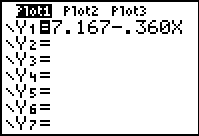 Plot1 Plot2 Plot3
\Y1=7.167-.360X
\Y2=
\Y3=
\Y4=
\Y5=
\Y6=
\Y7=